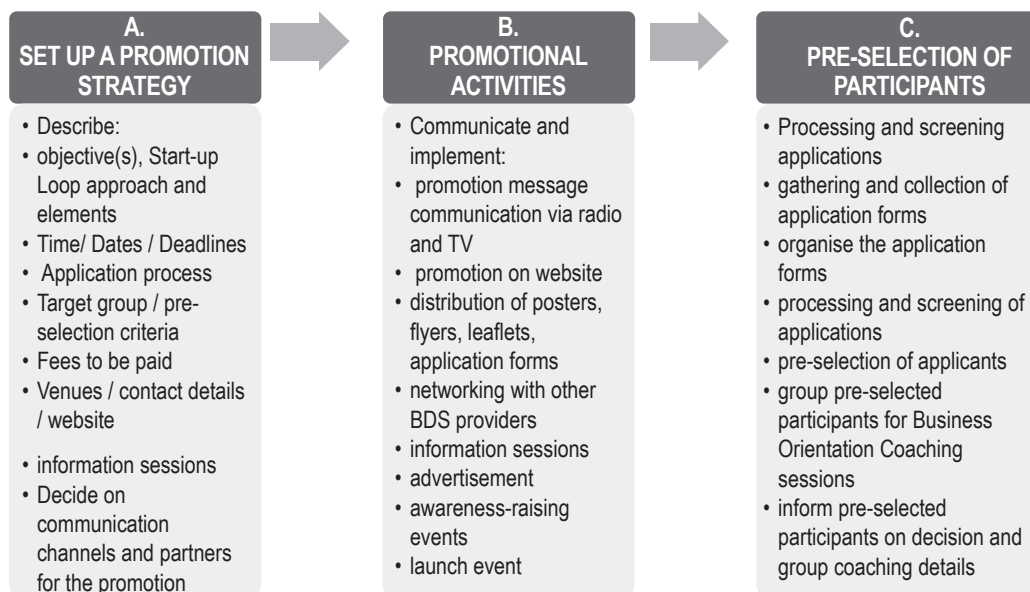 A.
SET UP A PROMOTION
STRATEGY
• Describe:
• objective(s), Start-up
Loop approach and
elements
• Time/ Dates / Deadlines
• Application process
• Target group / pre-
selection criteria
• Fees to be paid
• Venues / contact details
/ website
• information sessions
• Decide on
communication
channels and partners
for the promotion
B.
PROMOTIONAL
ACTIVITIES
• Communicate and
implement:
• promotion message
communication via radio
and TV
• promotion on website
• distribution of posters,
flyers, leaflets,
application forms
• networking with other
BDS providers
• information sessions
• advertisement
• awareness-raising
events
• launch event
C.
PRE-SELECTION OF
PARTICIPANTS
• Processing and screening
applications
• gathering and collection of
application forms
• organise the application
forms
• processing and screening of
applications
• pre-selection of applicants
• group pre-selected
participants for Business
Orientation Coaching
sessions
• inform pre-selected
participants on decision and
group coaching details